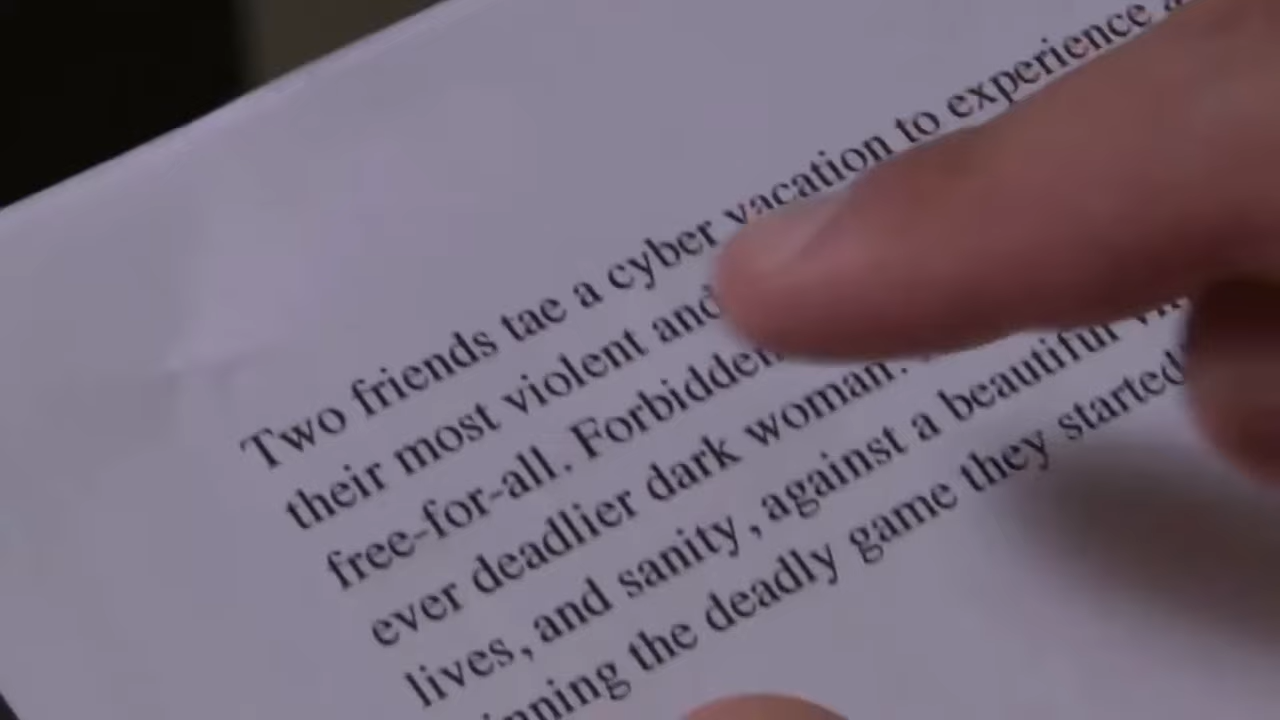 Two friends tae a cyber vacation to experience
their most violent and
free-for-all. Forbidden
ever deadlier dark woman.
lives, and sanity, against a beautiful
the deadly game they started